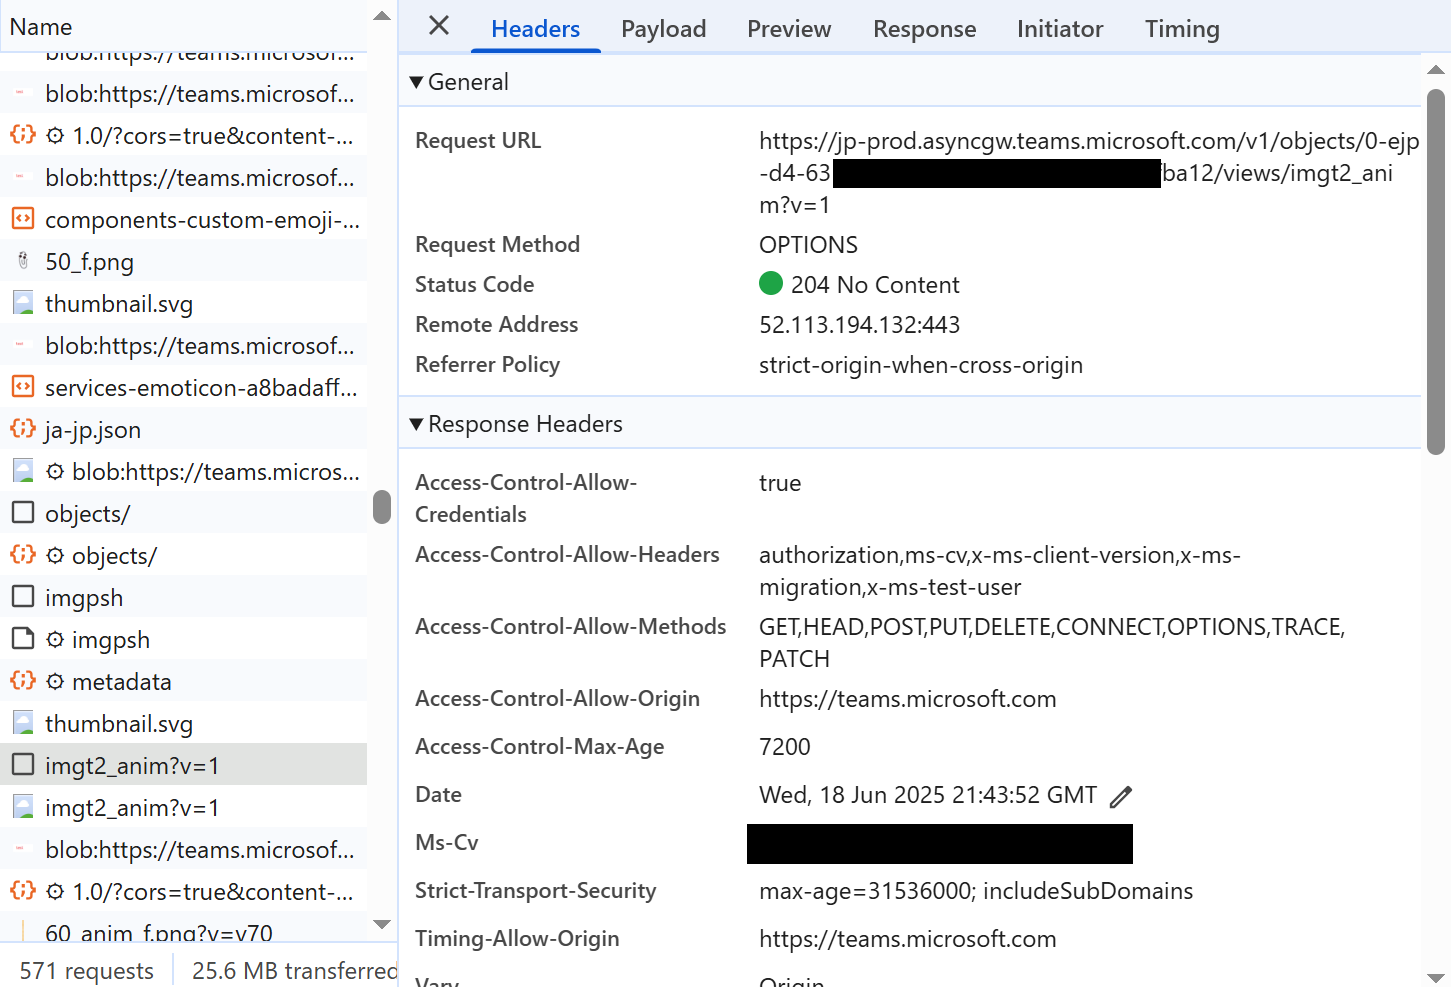 Name
blob:https://teams.microsof...
blob:https://teams.microsof...
1.0/?cors=true&content-...
blob:https://teams.microsof...
components-custom-emoji-...
50_f.png
thumbnail.svg
blob:https://teams.microsof...
services-emoticon-a8badaff...
ja-jp.json
blob:https://teams.micros...
objects/
objects/
imgpsh
imgpsh
metadata
thumbnail.svg
imgt2_anim?v=1
imgt2_anim?v=1
blob:https://teams.microsof...
1.0/?cors=true&content-...
60_anim_f.png?v=v70
571 requests 25.6 MB transferred
Headers Payload Preview Response Initiator Timing
General
Request URL https://jp-prod.asyncgw.teams.microsoft.com/v1/objects/0-ejp
-d4-63 ba12/views/imgt2_ani
m?v=1
Request Method OPTIONS
Status Code 204 No Content
Remote Address 52.113.194.132:443
Referrer Policy strict-origin-when-cross-origin
Response Headers
Access-Control-Allow- true
Credentials
Access-Control-Allow-Headers authorization,ms-cv,x-ms-client-version,x-ms-
migration,x-ms-test-user
Access-Control-Allow-Methods GET,HEAD,POST,PUT,DELETE,CONNECT,OPTIONS,TRACE,
PATCH
Access-Control-Allow-Origin https://teams.microsoft.com
Access-Control-Max-Age 7200
Date Wed, 18 Jun 2025 21:43:52 GMT
Ms-Cv
Strict-Transport-Security max-age=31536000; includeSubDomains
Timing-Allow-Origin https://teams.microsoft.com
Vary Origin